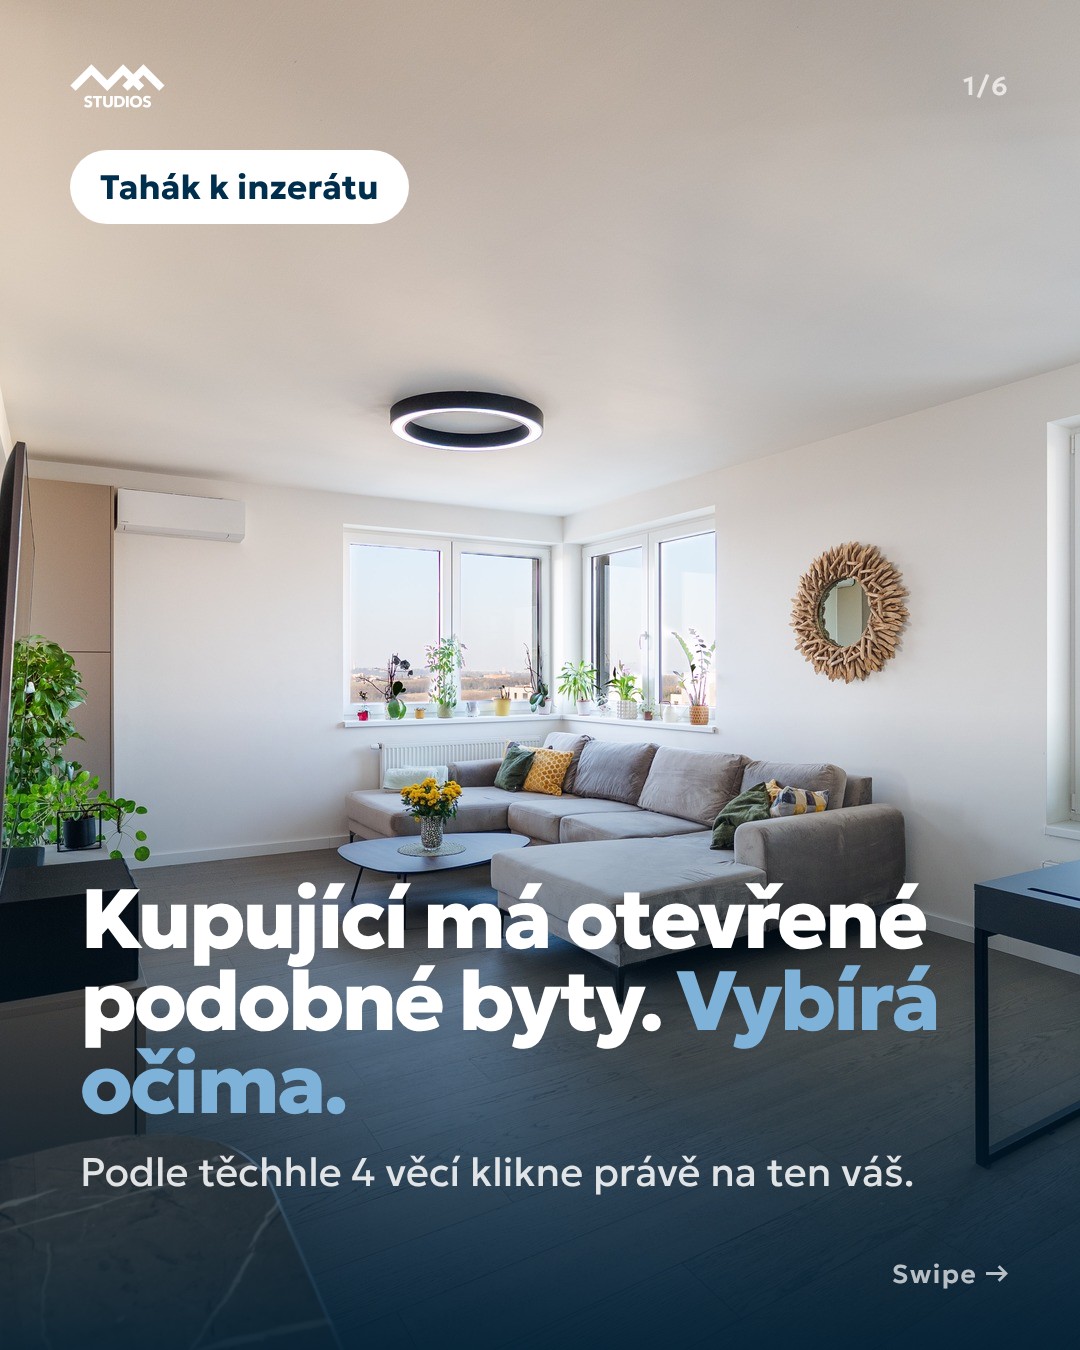 STUDIOS
1/6
Tahák k inzerátu
Kupující má otevřené
podobné byty. Vybírá
očima.
Podle těchhle 4 věcí klikne právě na ten váš.
Swipe →